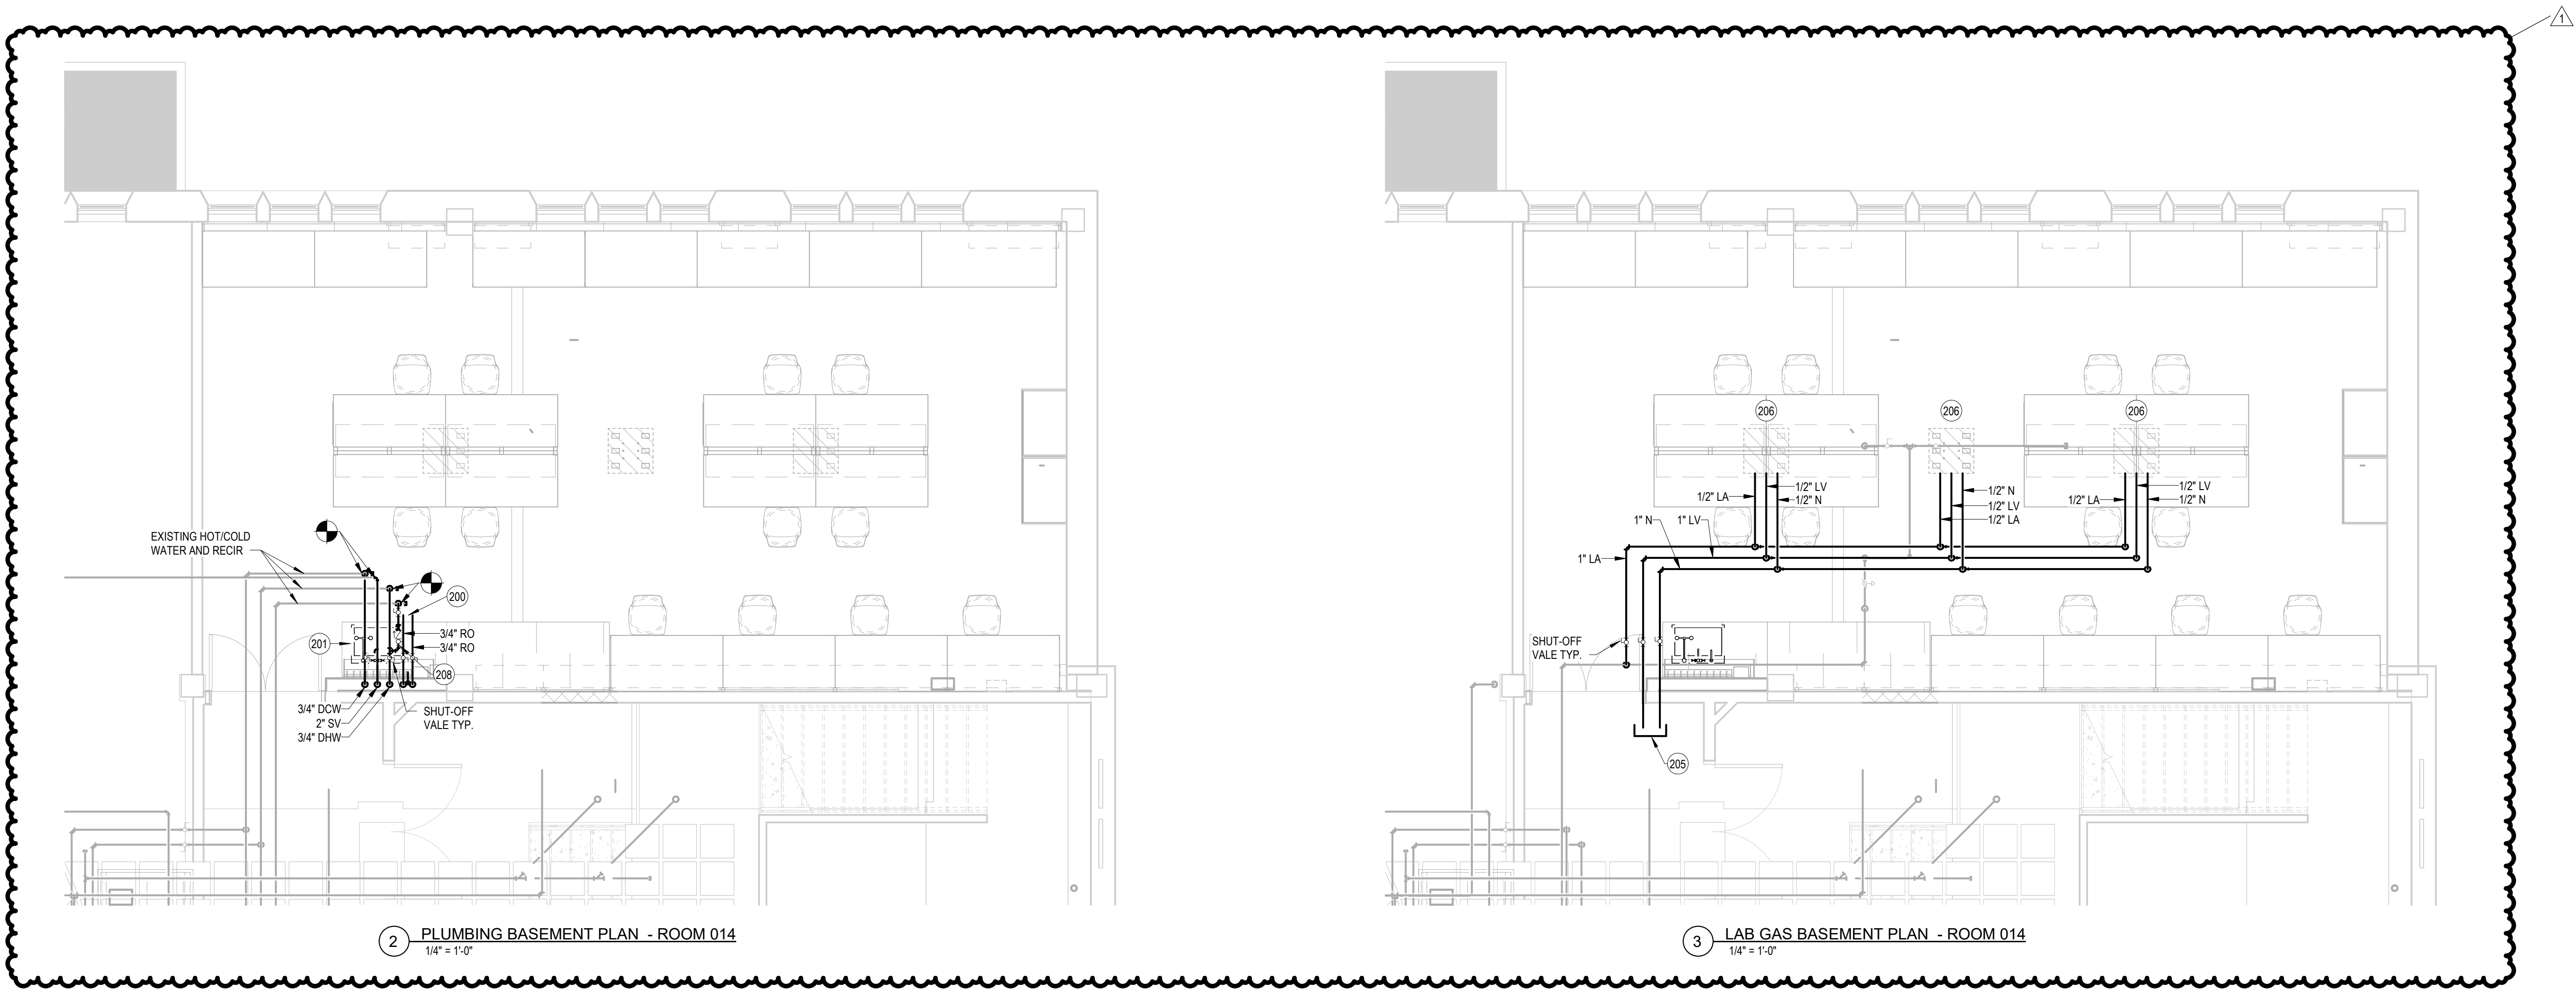 1
EXISTING HOT/COLD
WATER AND RECIR
200
201
3/4" RO
3/4" RO
208
3/4" DCW
2" SV
3/4" DHW
SHUT-OFF
VALE TYP.
2
PLUMBING BASEMENT PLAN - ROOM 014
1/4" = 1'-0"
206
206
206
1/2" LA
1/2" LV
1/2" N
1/2" N
1/2" LV
1/2" LA
1/2" LA
1/2" LV
1/2" N
1" N
1" LV
1" LA
SHUT-OFF
VALE TYP.
205
3
LAB GAS BASEMENT PLAN - ROOM 014
1/4" = 1'-0"